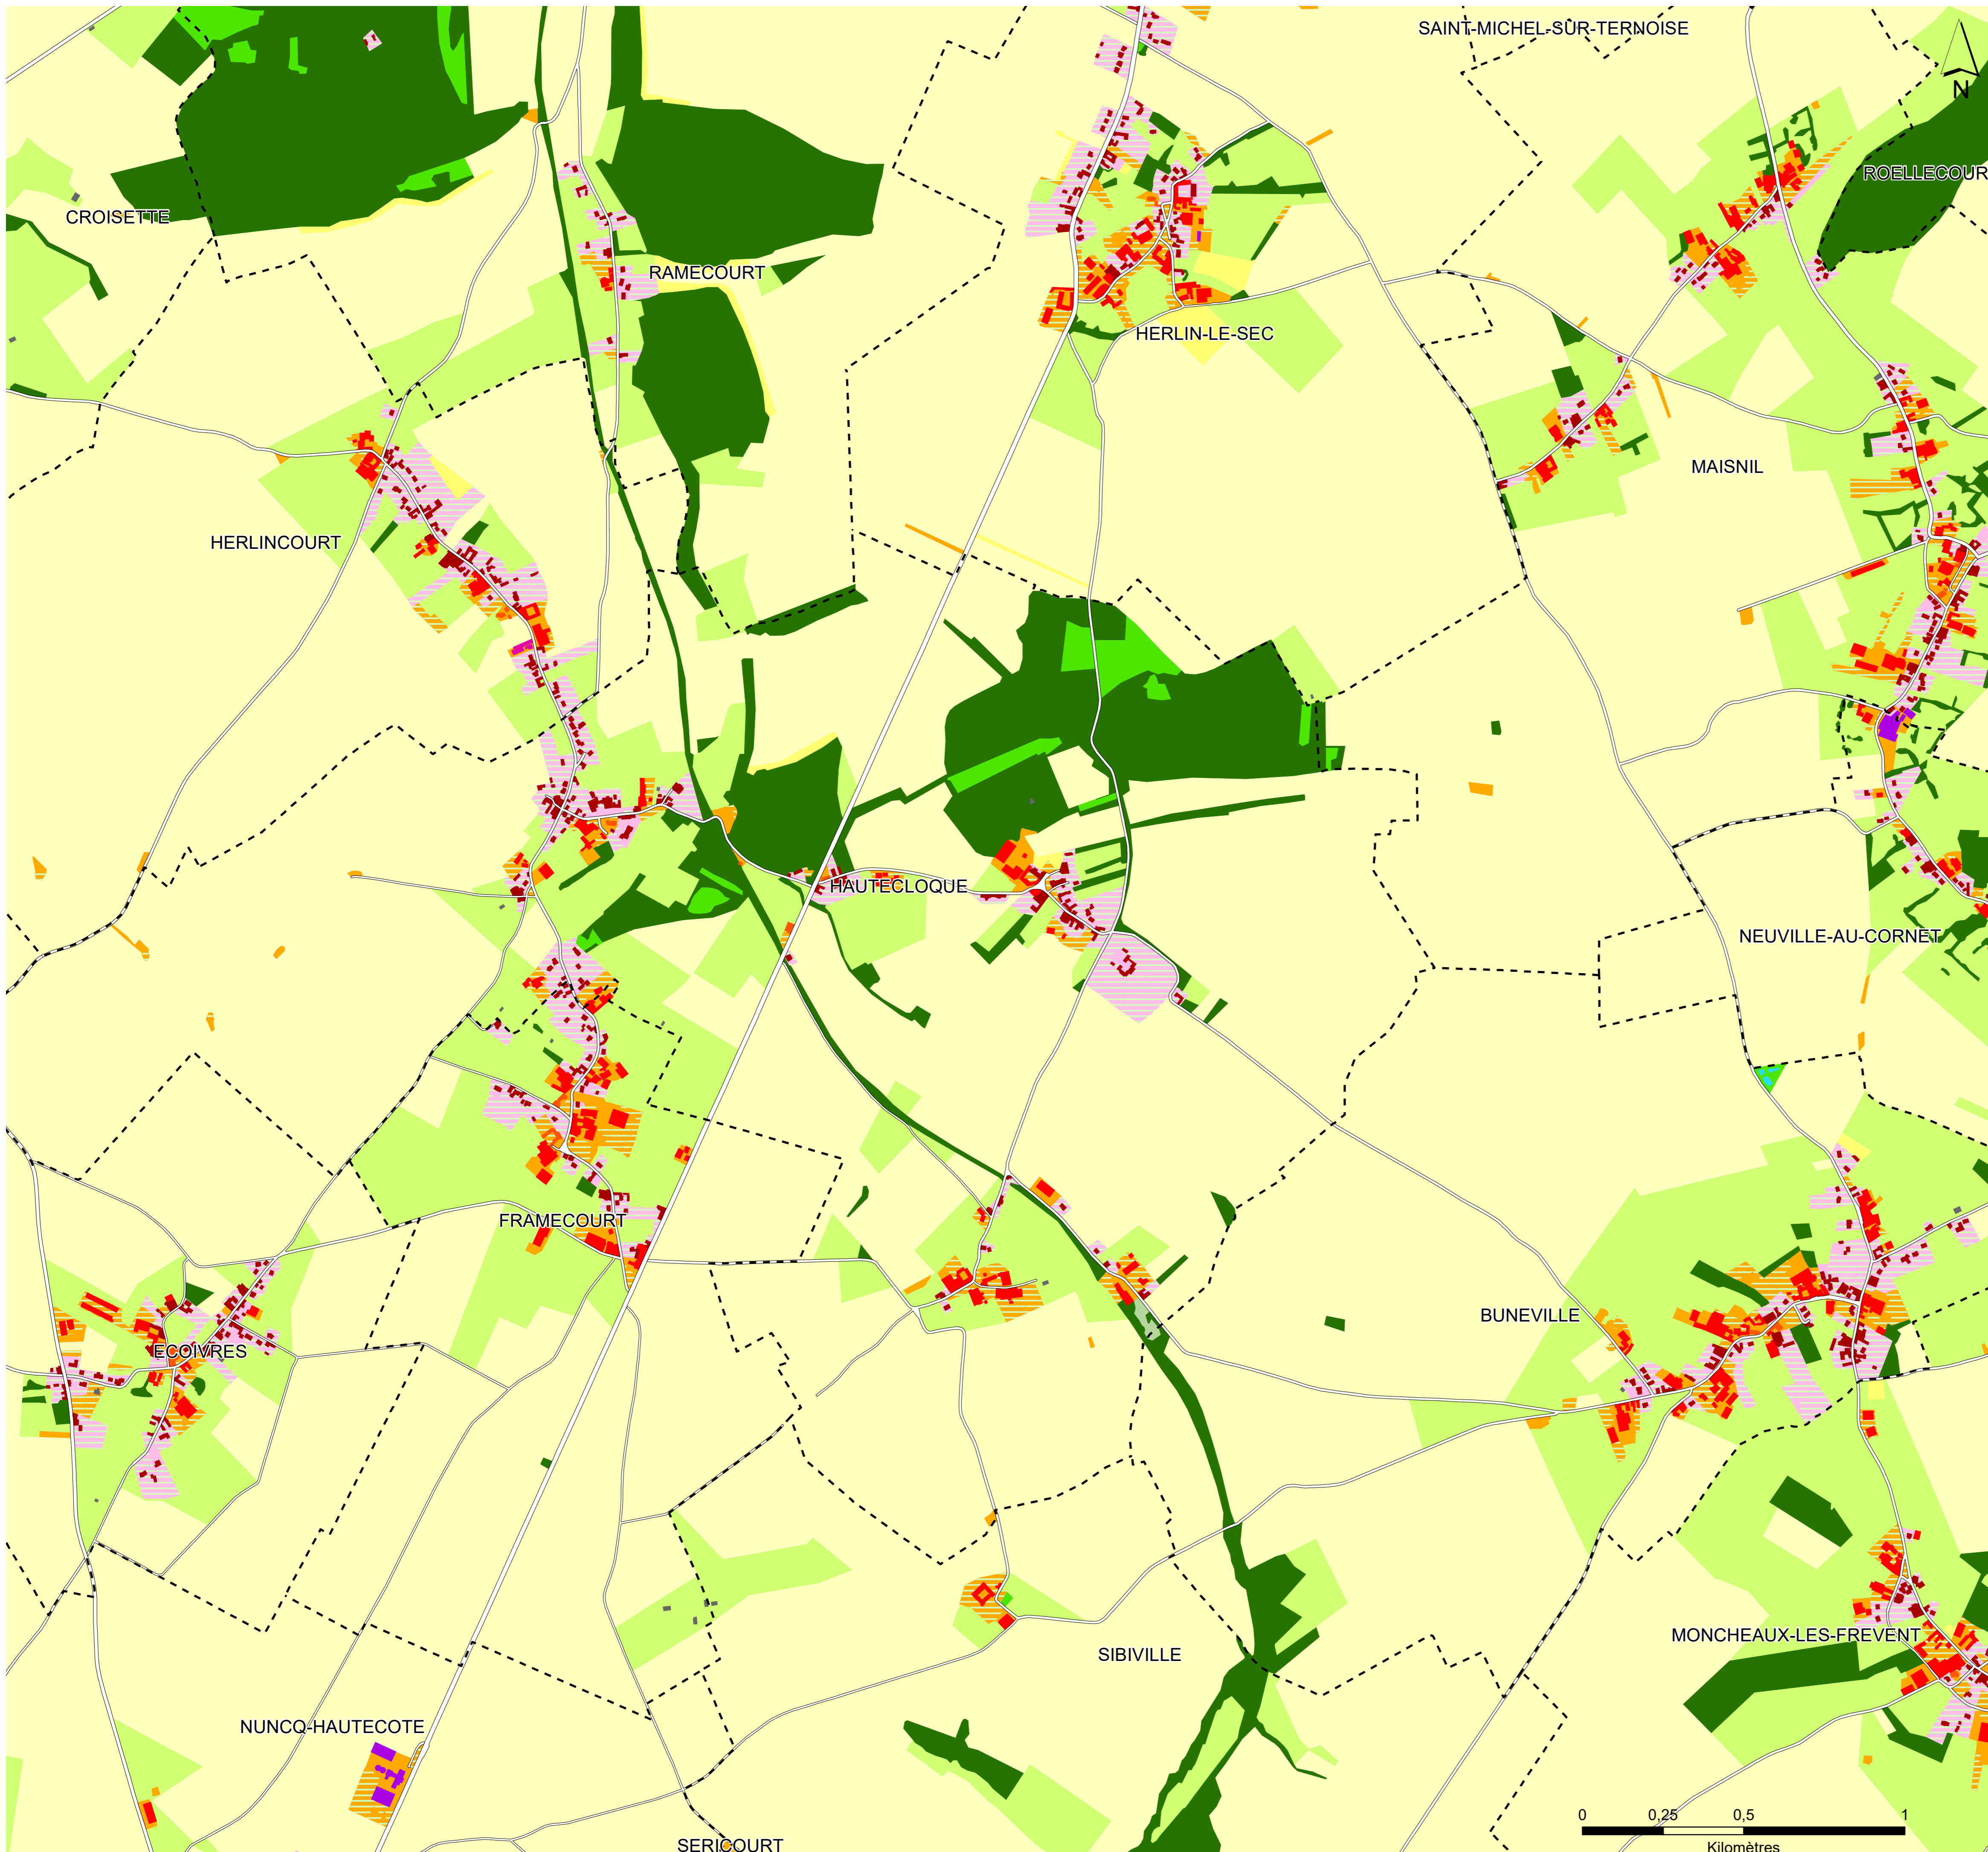 SAINT-MICHEL-SUR-TERNOISE
N
ROELLECOUR
CROISETTE
RAMECOURT
HERLIN-LE-SEC
MAISNIL
HERLINCOURT
HAUTECLOQUE
NEUVILLE-AU-CORNET
FRAMECOURT
BUNEVILLE
ECOIVRES
MONCHEAUX-LES-FREVENT
SIBIVILLE
NUNCQ-HAUTECOTE
0 0,25 0,5 1
Kilomètres
SERICOURT